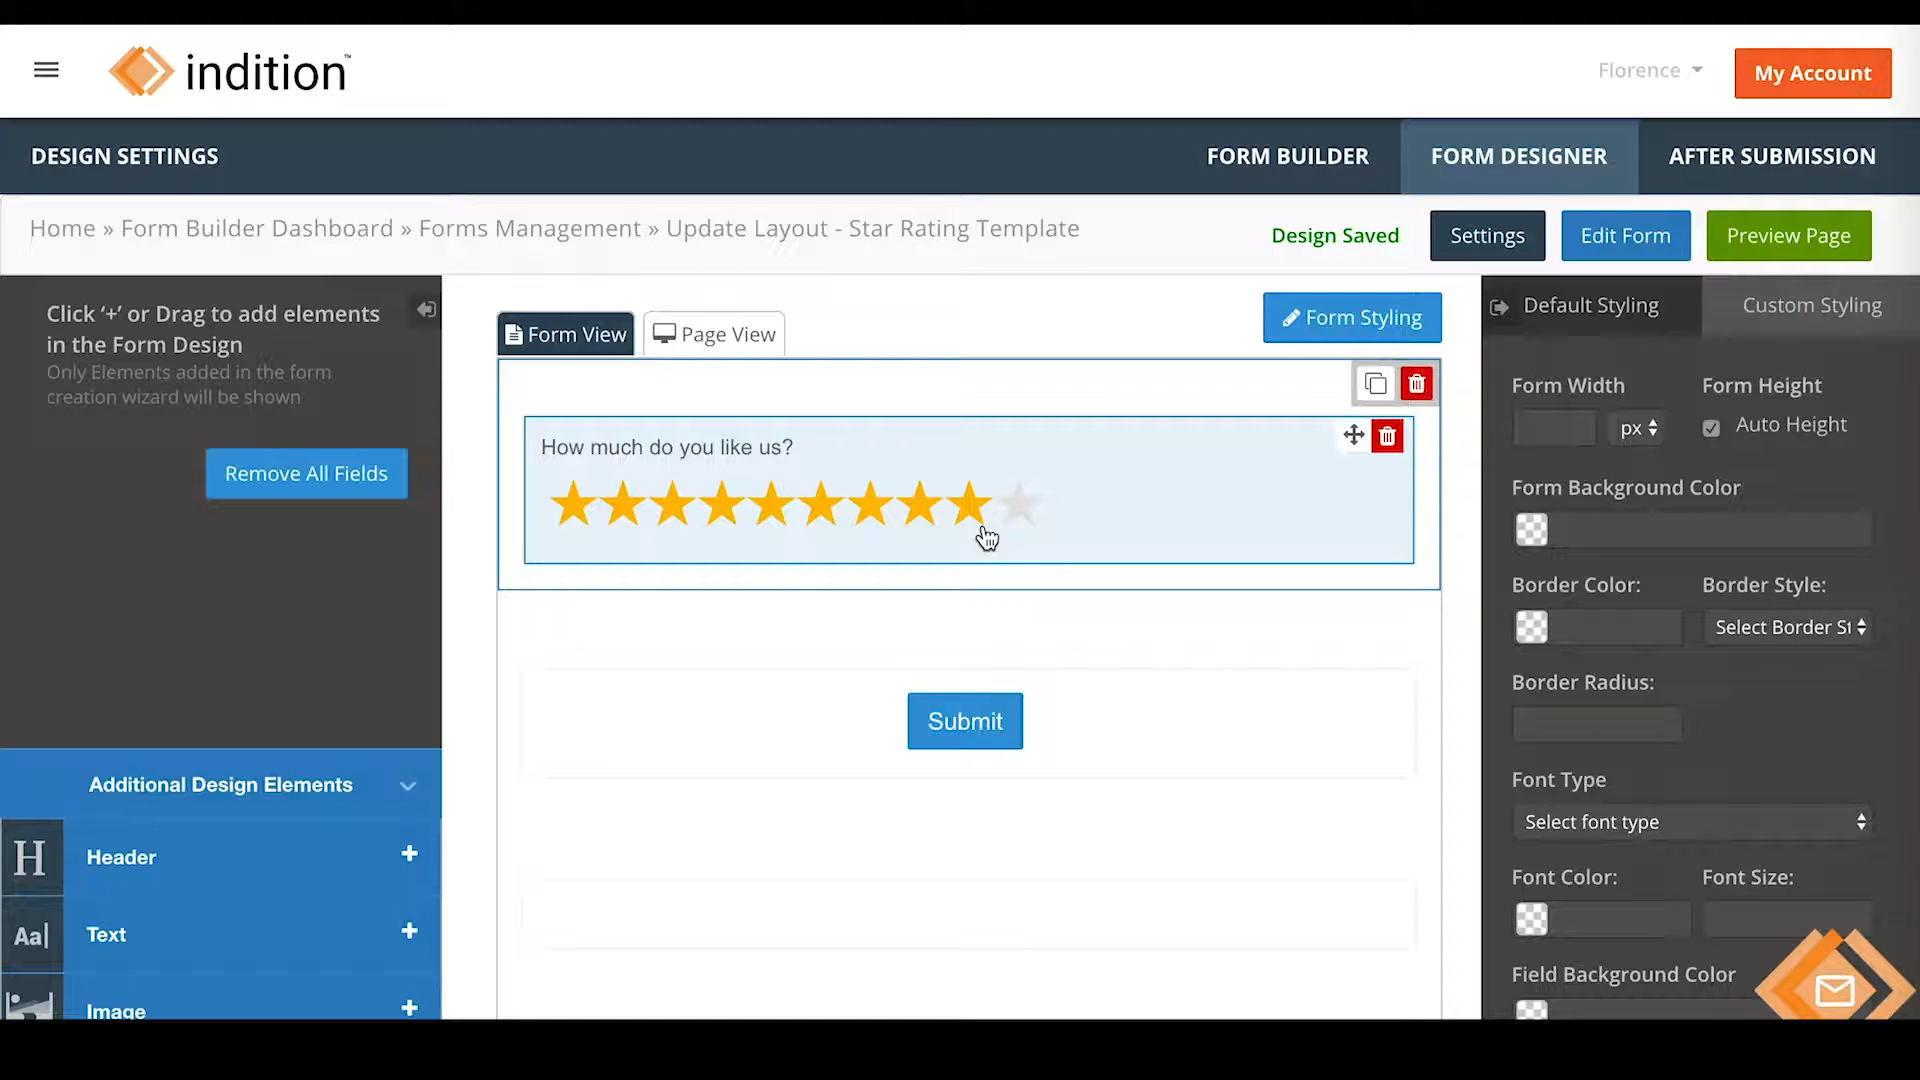 indition™
Florence
My Account
DESIGN SETTINGS
FORM BUILDER
FORM DESIGNER
AFTER SUBMISSION
Home » Form Builder Dashboard » Forms Management » Update Layout - Star Rating Template
Design Saved
Settings
Edit Form
Preview Page
Click ‘+’ or Drag to add elements
in the Form Design
Only Elements added in the form
creation wizard will be shown
Remove All Fields
Additional Design Elements
H
Header
+
Aa|
Text
+
Image
+
Form View
Page View
Form Styling
How much do you like us?
Submit
Default Styling
Custom Styling
Form Width
Form Height
px
Auto Height
Form Background Color
Border Color:
Border Style:
Select Border St
Border Radius:
Font Type
Select font type
Font Color:
Font Size:
Field Background Color